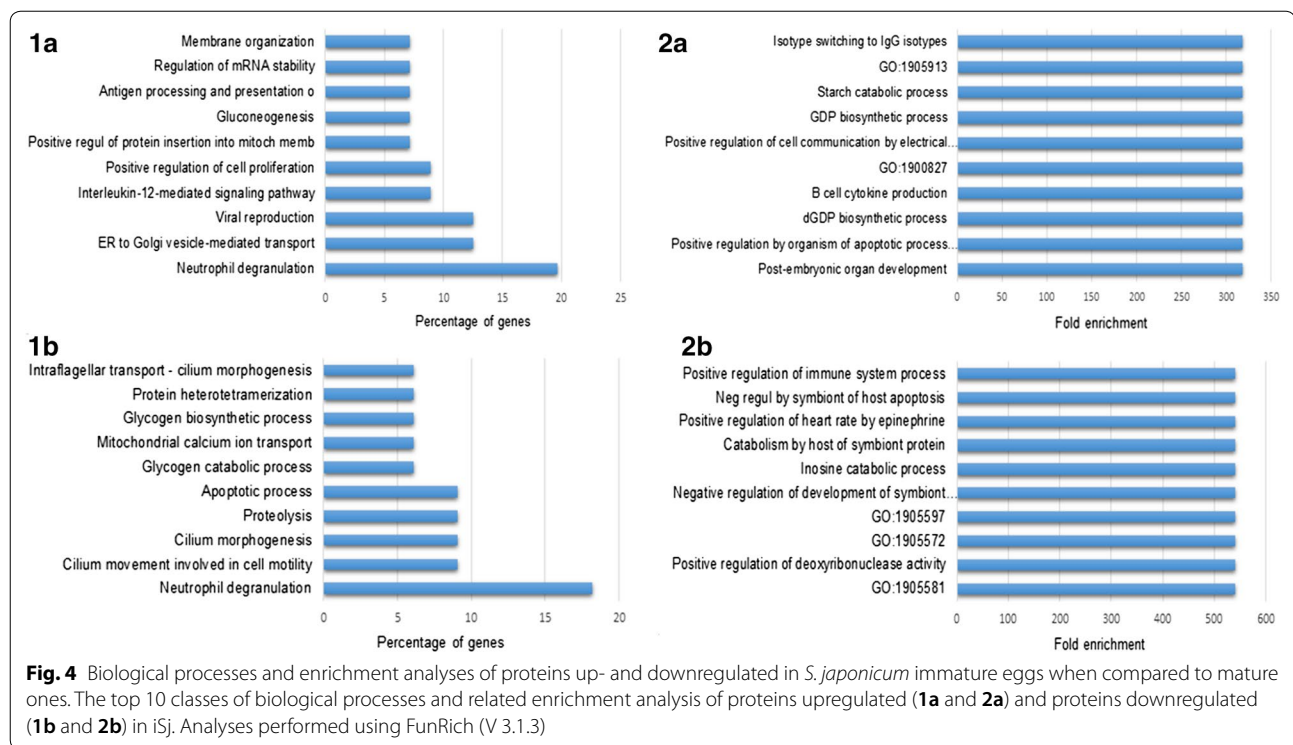 1a
Membrane organization
Regulation of mRNA stability
Antigen processing and presentation o
Gluconeogenesis
Positive regul of protein insertion into mitoch memb
Positive regulation of cell proliferation
Interleukin-12-mediated signaling pathway
Viral reproduction
ER to Golgi vesicle-mediated transport
Neutrophil degranulation
0 5 10 15 20 25
Percentage of genes
2a
Isotype switching to IgG isotypes
GO:1905913
Starch catabolic process
GDP biosynthetic process
Positive regulation of cell communication by electrical...
GO:1900827
B cell cytokine production
dGDP biosynthetic process
Positive regulation by organism of apoptotic process...
Post-embryonic organ development
0 50 100 150 200 250 300 350
Fold enrichment
1b
Intraflagellar transport - cilium morphogenesis
Protein heterotetramerization
Glycogen biosynthetic process
Mitochondrial calcium ion transport
Glycogen catabolic process
Apoptotic process
Proteolysis
Cilium morphogenesis
Cilium movement involved in cell motility
Neutrophil degranulation
0 5 10 15 20
Percentage of genes
2b
Positive regulation of immune system process
Neg regul by symbiont of host apoptosis
Positive regulation of heart rate by epinephrine
Catabolism by host of symbiont protein
Inosine catabolic process
Negative regulation of development of symbiont...
GO:1905597
GO:1905572
Positive regulation of deoxyribonuclease activity
GO:1905581
0 100 200 300 400 500 600
Fold enrichment
Fig. 4 Biological processes and enrichment analyses of proteins up- and downregulated in S. japonicum immature eggs when compared to mature
ones. The top 10 classes of biological processes and related enrichment analysis of proteins upregulated (1a and 2a) and proteins downregulated
(1b and 2b) in iSj. Analyses performed using FunRich (V 3.1.3)